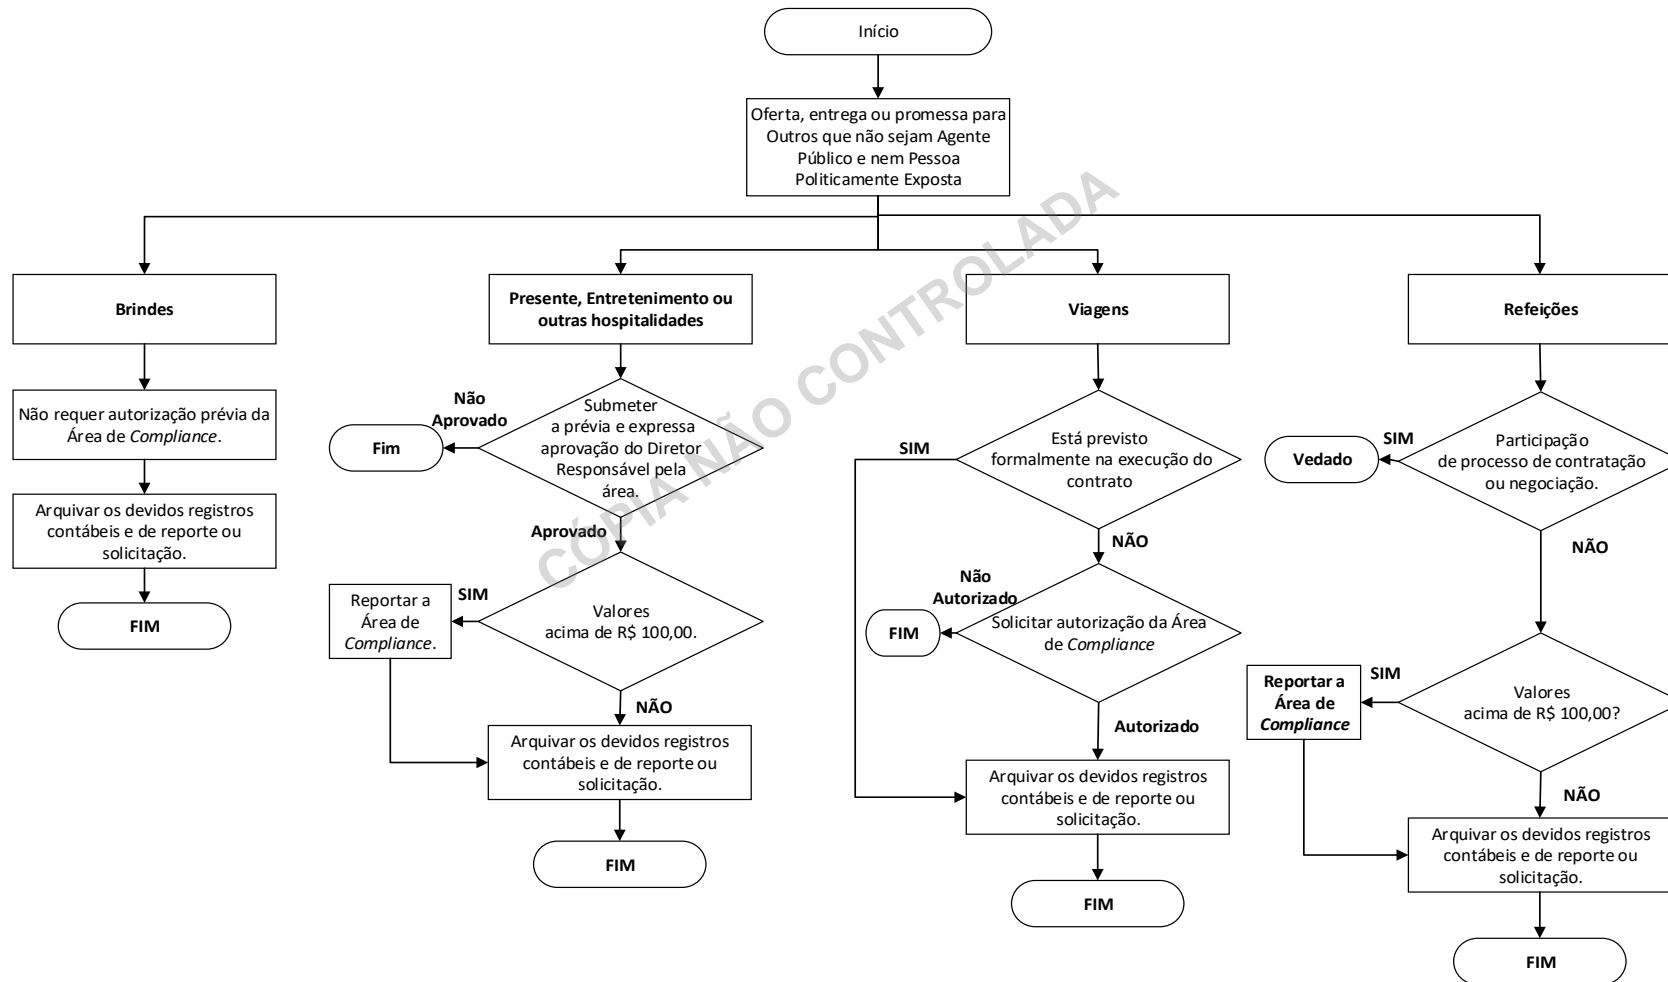 Início
Oferta, entrega ou promessa para
Outros que não sejam Agente
Público e nem Pessoa
Politicamente Exposta
Brindes
Não requer autorização prévia da
Área de Compliance.
Arquivar os devidos registros
contábeis e de reporte ou
solicitação.
FIM
Presente, Entretenimento ou
outras hospitalidades
Submeter
a prévia e expressa
aprovação do Diretor
Responsável pela
área.
Não
Aprovado
Fim
Aprovado
Valores
acima de R$ 100,00.
SIM
Reportar a
Área de
Compliance.
NÃO
Arquivar os devidos registros
contábeis e de reporte ou
solicitação.
FIM
Viagens
Está previsto
formalmente na execução do
contrato
SIM
NÃO
Solicitar autorização da Área
de Compliance
Não
Autorizado
FIM
Autorizado
Arquivar os devidos registros
contábeis e de reporte ou
solicitação.
FIM
Refeições
Participação
de processo de contratação
ou negociação.
SIM
Vedado
NÃO
Valores
acima de R$ 100,00?
SIM
Reportar a
Área de
Compliance
NÃO
Arquivar os devidos registros
contábeis e de reporte ou
solicitação.
FIM
CÓPIA NÃO CONTROLADA